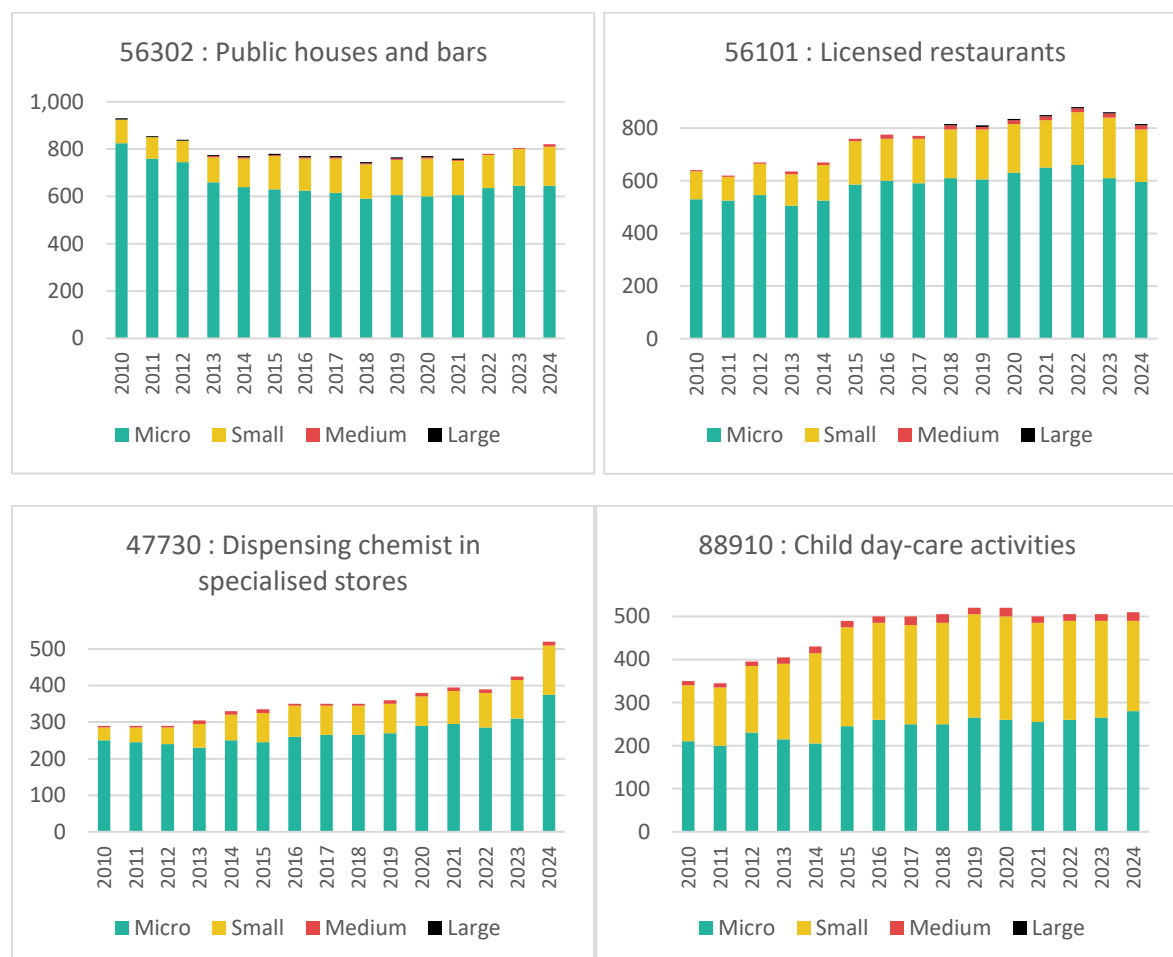 56302 : Public houses and bars
1,000
800
600
400
200
0
2010 2011 2012 2013 2014 2015 2016 2017 2018 2019 2020 2021 2022 2023 2024
Micro Small Medium Large
56101 : Licensed restaurants
800
600
400
200
0
2010 2011 2012 2013 2014 2015 2016 2017 2018 2019 2020 2021 2022 2023 2024
Micro Small Medium Large
47730 : Dispensing chemist in
specialised stores
500
400
300
200
100
0
2010 2011 2012 2013 2014 2015 2016 2017 2018 2019 2020 2021 2022 2023 2024
Micro Small Medium Large
88910 : Child day-care activities
500
400
300
200
100
0
2010 2011 2012 2013 2014 2015 2016 2017 2018 2019 2020 2021 2022 2023 2024
Micro Small Medium Large